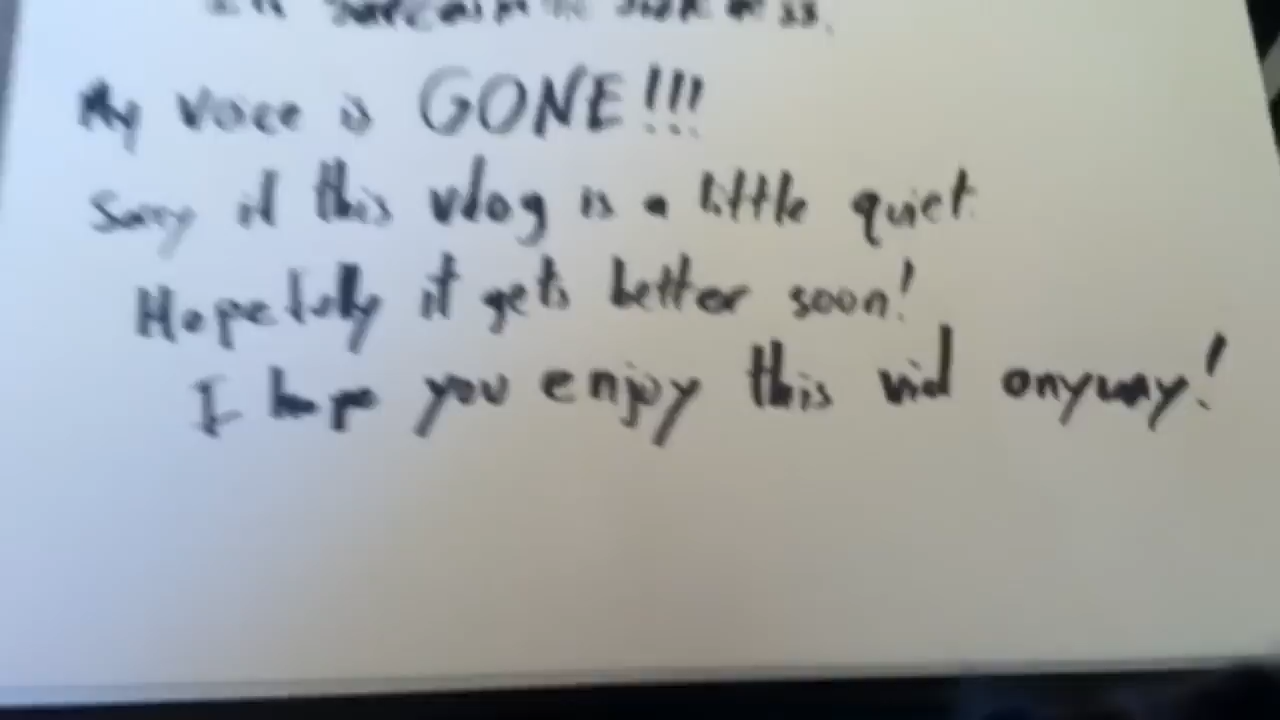 My voice is GONE!!!
Sorry if this vlog is a little quiet.
Hopefully it gets better soon!
I hope you enjoy this vid anyway!